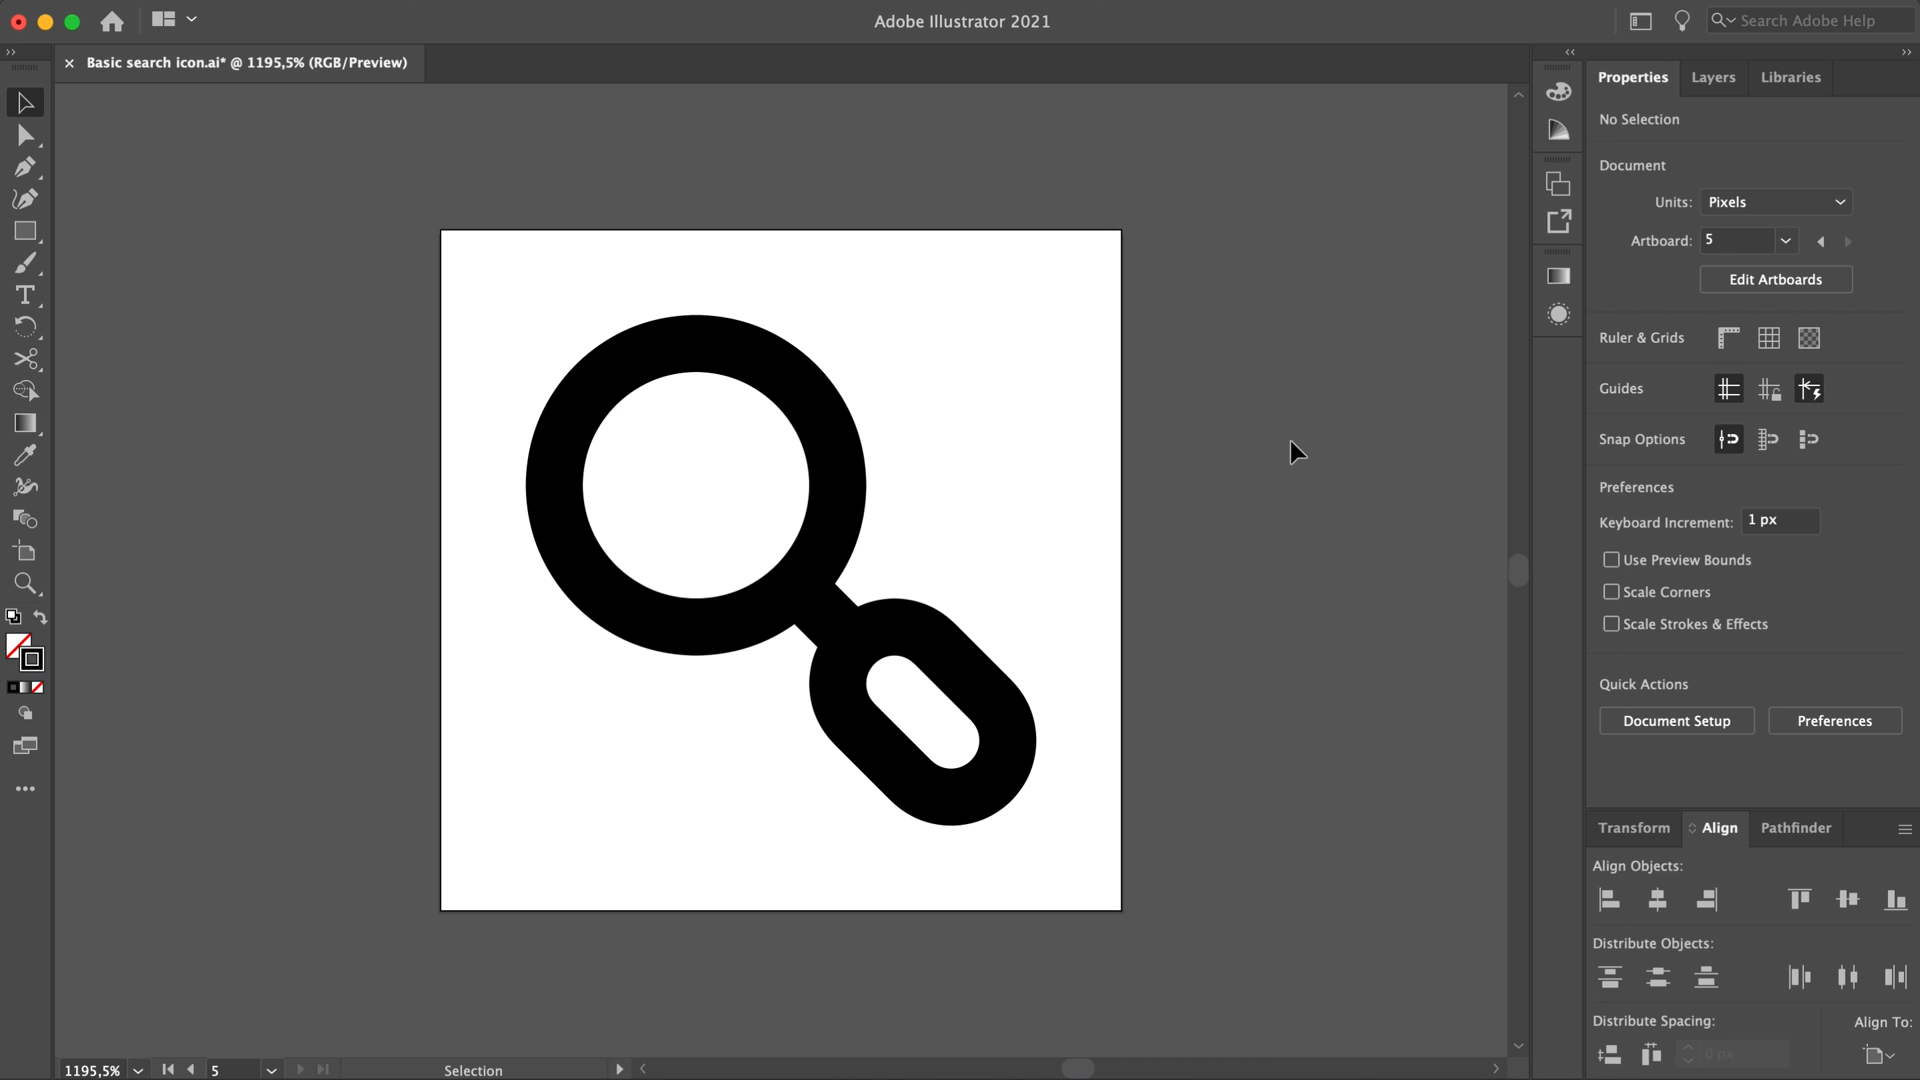 Adobe Illustrator 2021
Search Adobe Help
Basic search icon.ai* @ 1195,5% (RGB/Preview)
Properties
Layers
Libraries
No Selection
Document
Units:
Pixels
Artboard:
5
Edit Artboards
Ruler & Grids
Guides
Snap Options
Preferences
Keyboard Increment:
1 px
Use Preview Bounds
Scale Corners
Scale Strokes & Effects
Quick Actions
Document Setup
Preferences
Transform
Align
Pathfinder
Align Objects:
Distribute Objects:
Distribute Spacing:
Align To:
0 px
1195,5%
5
Selection